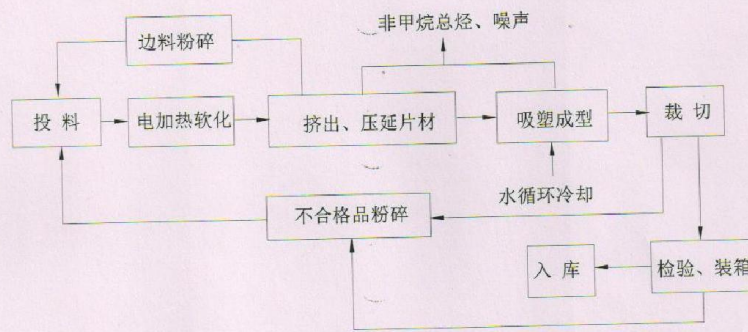 非甲烷总烃、噪声
边料粉碎
投料
电加热软化
挤出、压延片材
吸塑成型
裁切
水循环冷却
不合格品粉碎
入库
检验、装箱